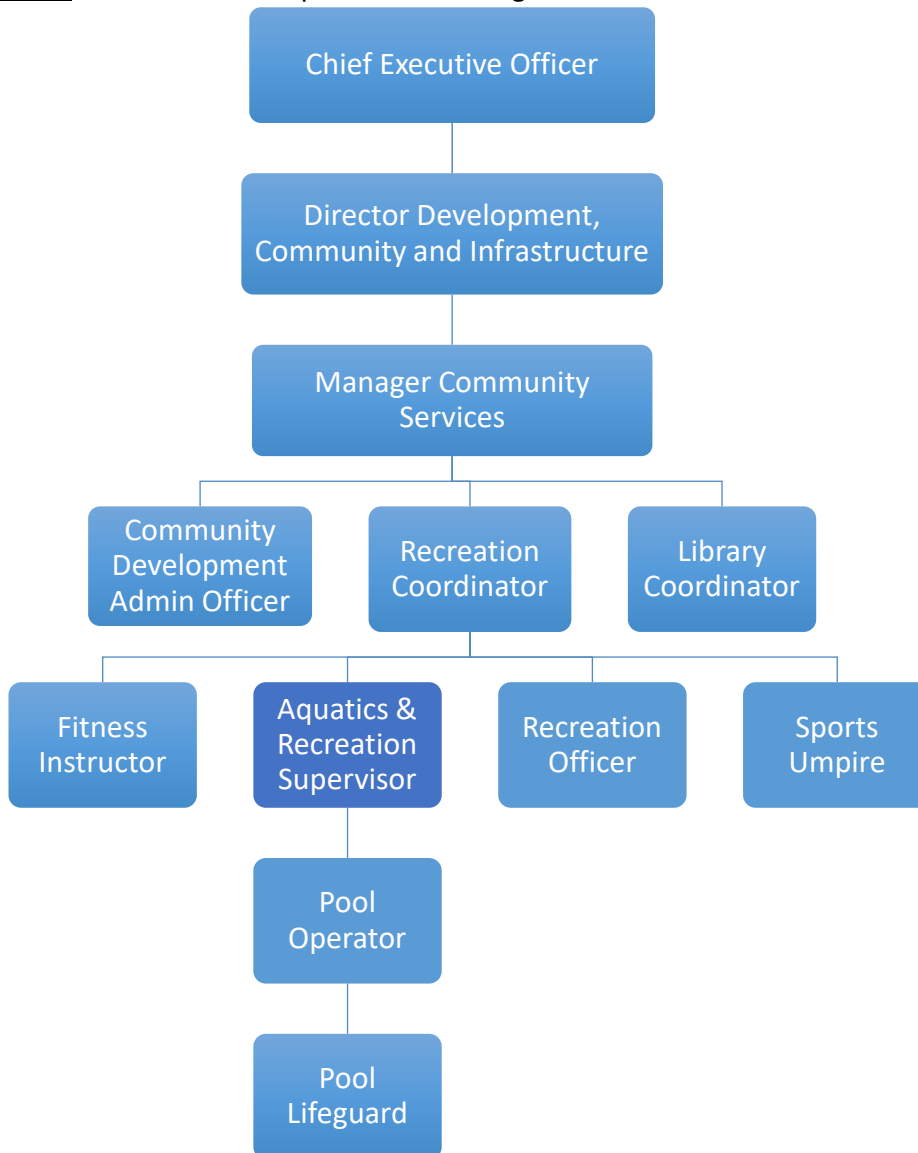 Chief Executive Officer
Director Development,
Community and Infrastructure
Manager Community
Services
Community
Development
Admin Officer
Recreation
Coordinator
Library
Coordinator
Fitness
Instructor
Aquatics &
Recreation
Supervisor
Recreation
Officer
Sports
Umpire
Pool
Operator
Pool
Lifeguard